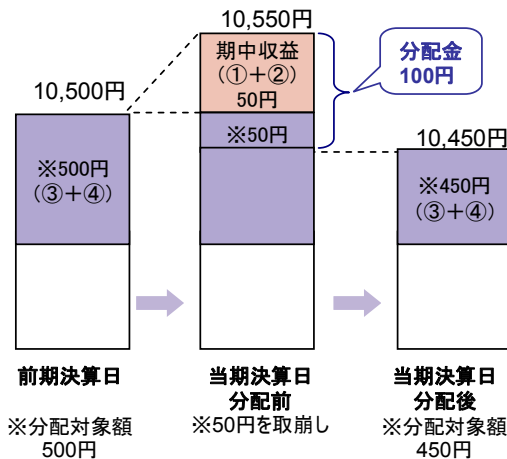 10,500円
※500円
(③+④)
前期決算日
※分配対象額
500円
10,550円
期中収益
(①+②)
50円
※50円
分配金
100円
当期決算日
分配前
※50円を取崩し
10,450円
※450円
(③+④)
当期決算日
分配後
※分配対象額
450円